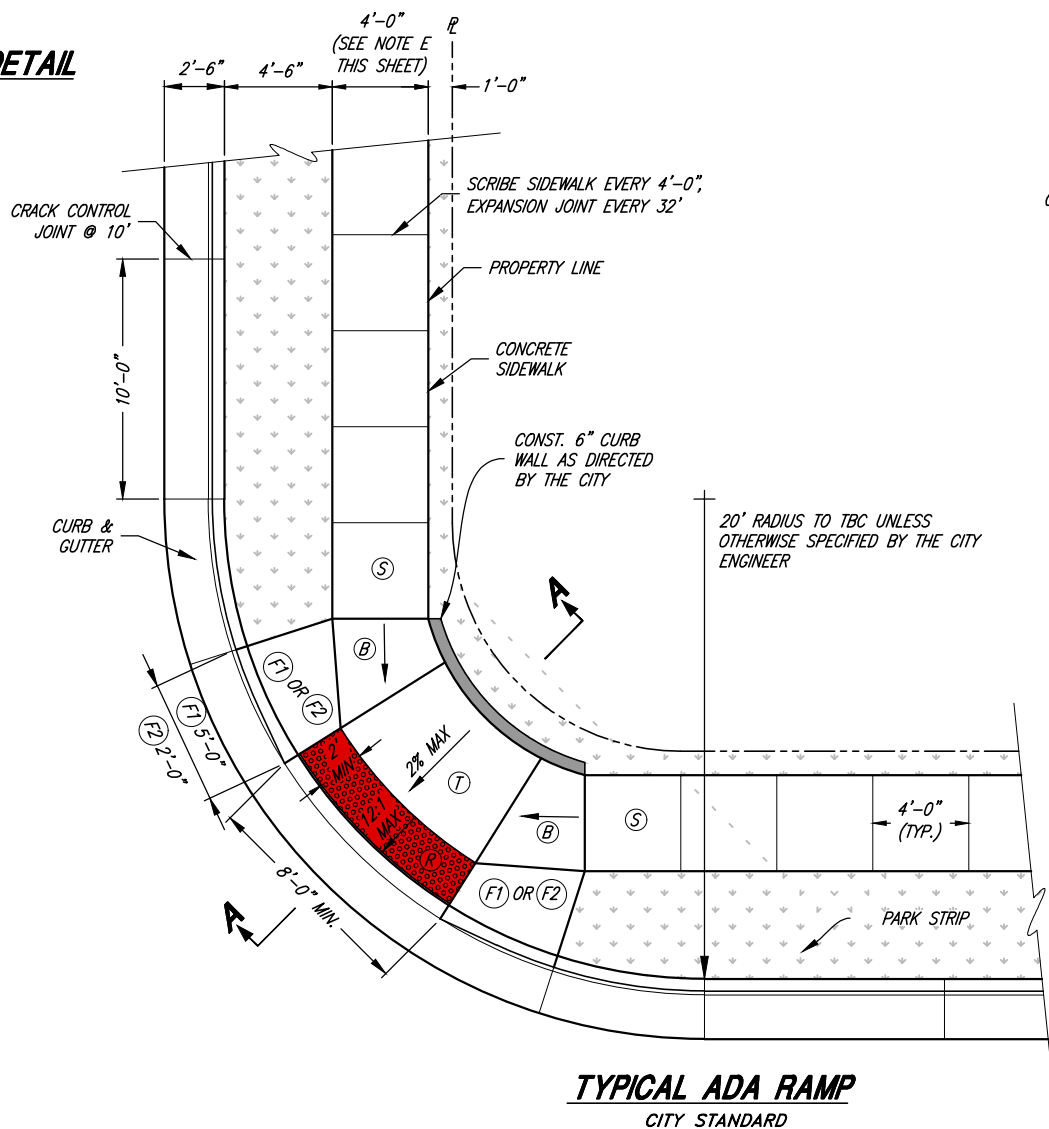 DETAIL
4'-0"
(SEE NOTE E
THIS SHEET)
2'-6"
4'-6"
1'-0"
CRACK CONTROL
JOINT @ 10'
SCRIBE SIDEWALK EVERY 4'-0",
EXPANSION JOINT EVERY 32'
PROPERTY LINE
CONCRETE
SIDEWALK
10'-0"
CONST. 6" CURB
WALL AS DIRECTED
BY THE CITY
CURB &
GUTTER
20' RADIUS TO TBC UNLESS
OTHERWISE SPECIFIED BY THE CITY
ENGINEER
S
A
B
F1 OR F2
F1 5'-0"
F2 2'-0"
2'
MIN.
12:1
MAX
R
2% MAX
T
B
S
4'-0"
(TYP.)
F1 OR F2
8'-0" MIN.
A
PARK STRIP
TYPICAL ADA RAMP
CITY STANDARD